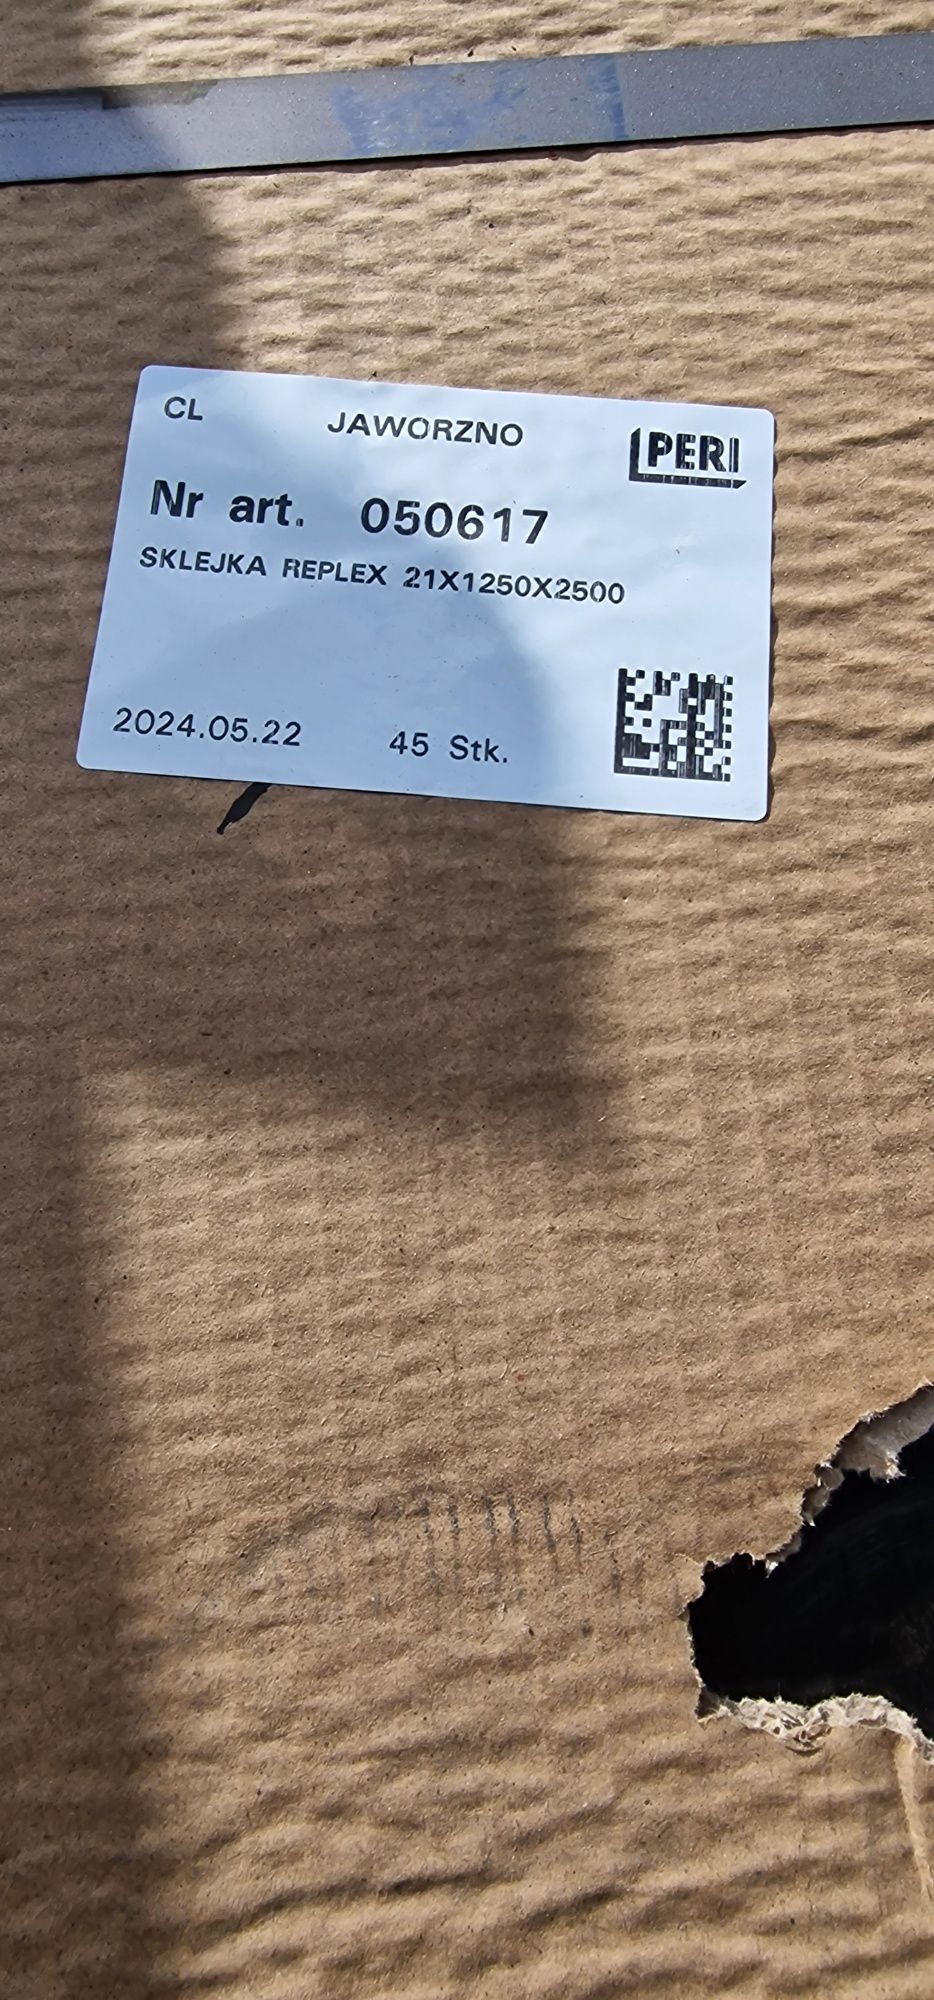 CL JAWORZNO PERI
Nr art. 050617
SKLEJKA REPLEX 21X1250X2500
2024.05.22 45 Stk.